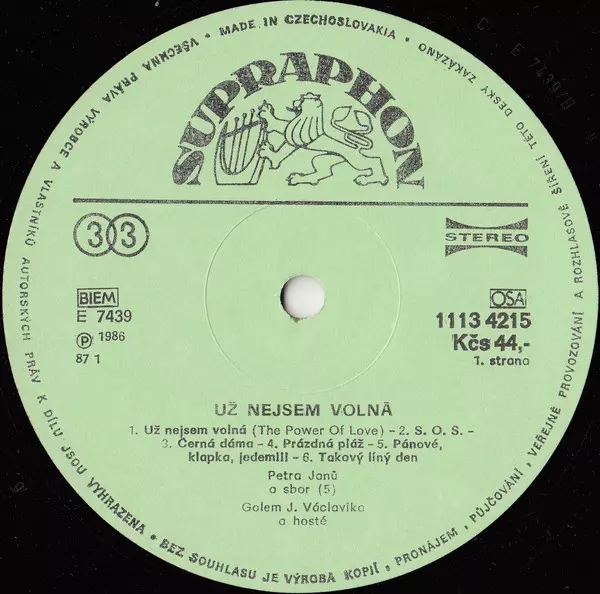 • MADE IN CZECHOSLOVAKIA •
VŠECHNA PRÁVA VÝROBCE A VLASTNÍKŮ AUTORSKÝCH PRÁV K DÍLU JSOU VYHRAZENA • BEZ SOUHLASU JE VÝROBA KOPIÍ • PRONÁJEM • PŮJČOVÁNÍ • VEŘEJNÉ PROVOZOVÁNÍ A ROZHLASOVÉ ŠÍŘENÍ TÉTO DESKY ZAKÁZÁNO
SUPRAPHON
33
STEREO
BIEM
E 7439
Ⓟ 1986
87 1
OSA
1113 4215
Kčs 44,-
1. strana
UŽ NEJSEM VOLNÁ
1. Už nejsem volná (The Power Of Love) – 2. S. O. S. –
3. Černá dáma – 4. Prázdná pláž – 5. Pánové,
klapka, jedem!!! – 6. Takový líný den
Petra Janů
a sbor (5)
Golem J. Václavíka
a hosté